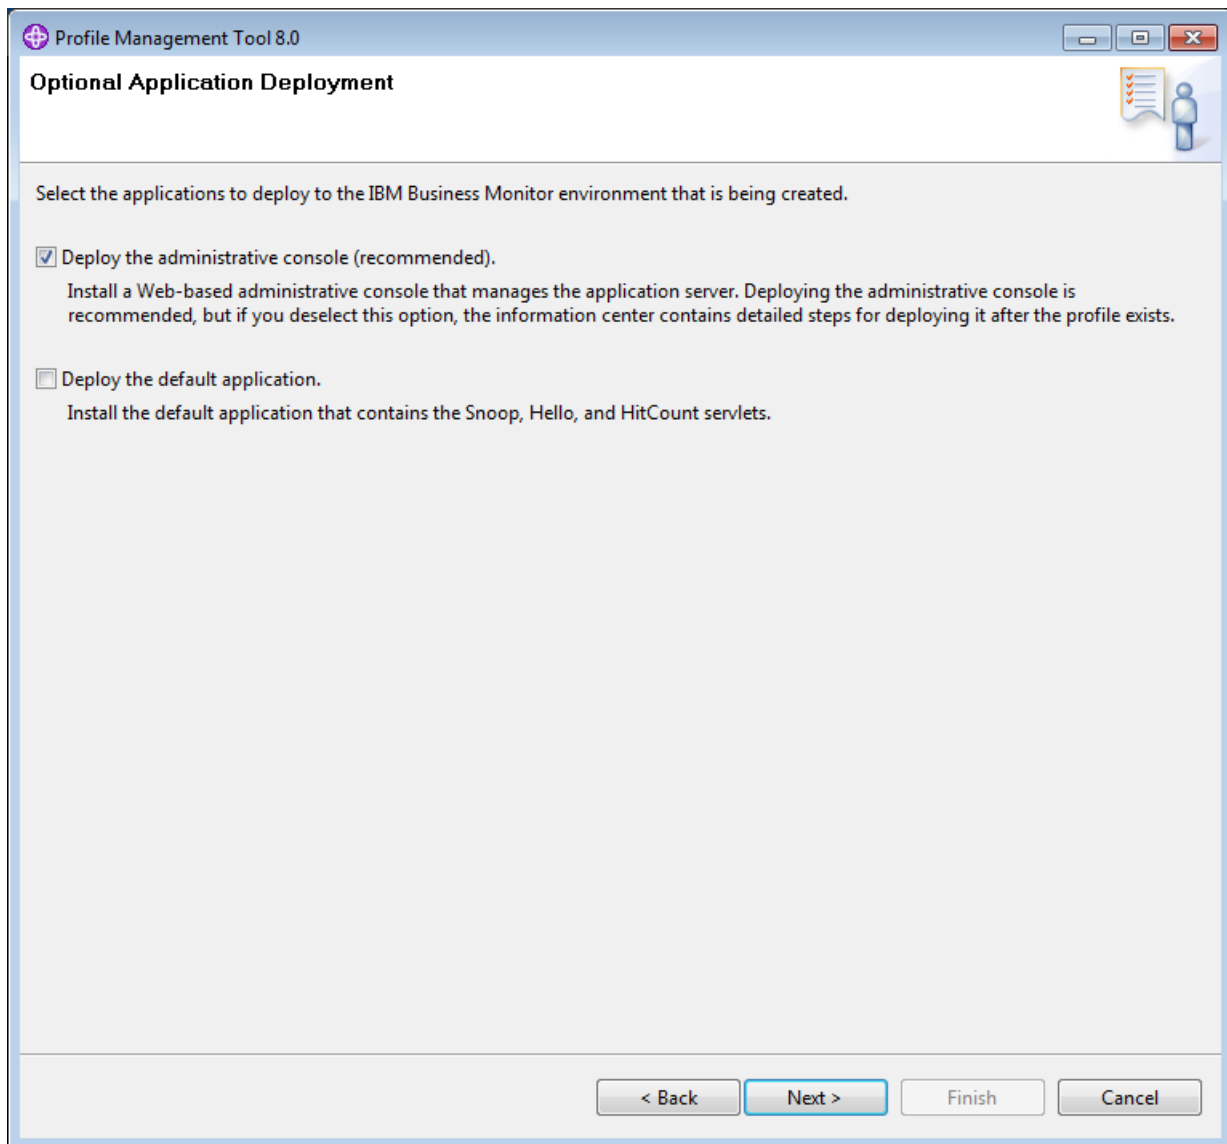 Profile Management Tool 8.0
Optional Application Deployment
Select the applications to deploy to the IBM Business Monitor environment that is being created.
Deploy the administrative console (recommended).
Install a Web-based administrative console that manages the application server. Deploying the administrative console is
recommended, but if you deselect this option, the information center contains detailed steps for deploying it after the profile exists.
Deploy the default application.
Install the default application that contains the Snoop, Hello, and HitCount servlets.
< Back Next > Finish Cancel